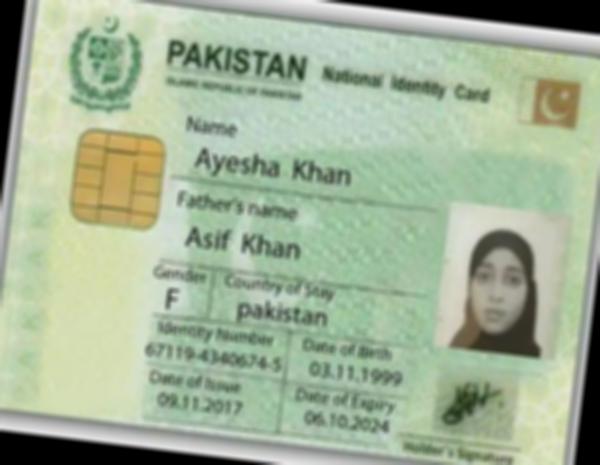 PAKISTAN National Identity Card
ISLAMIC REPUBLIC OF PAKISTAN
Name
Ayesha Khan
Father's name
Asif Khan
Gender Country of Stay
F pakistan
Identity Number Date of Birth
67119-4340674-5 03.11.1999
Date of Issue Date of Expiry
09.11.2017 06.10.2024
Holder's Signature